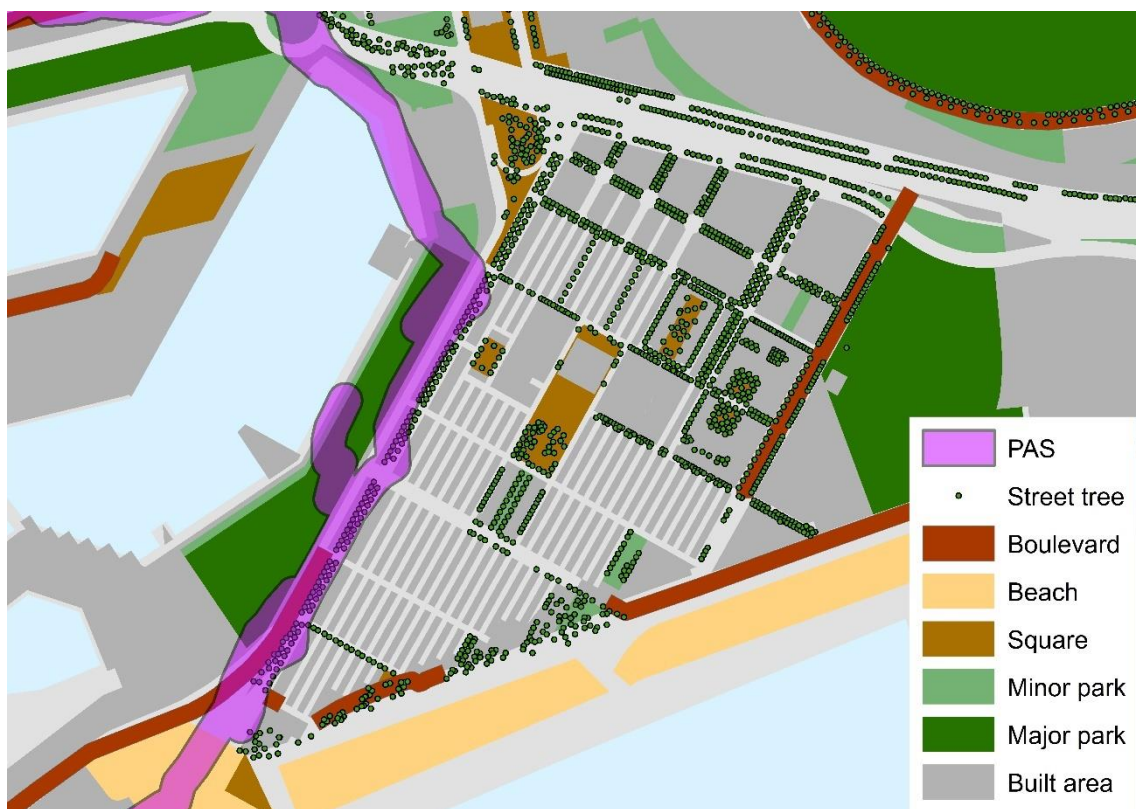 PAS
Street tree
Boulevard
Beach
Square
Minor park
Major park
Built area